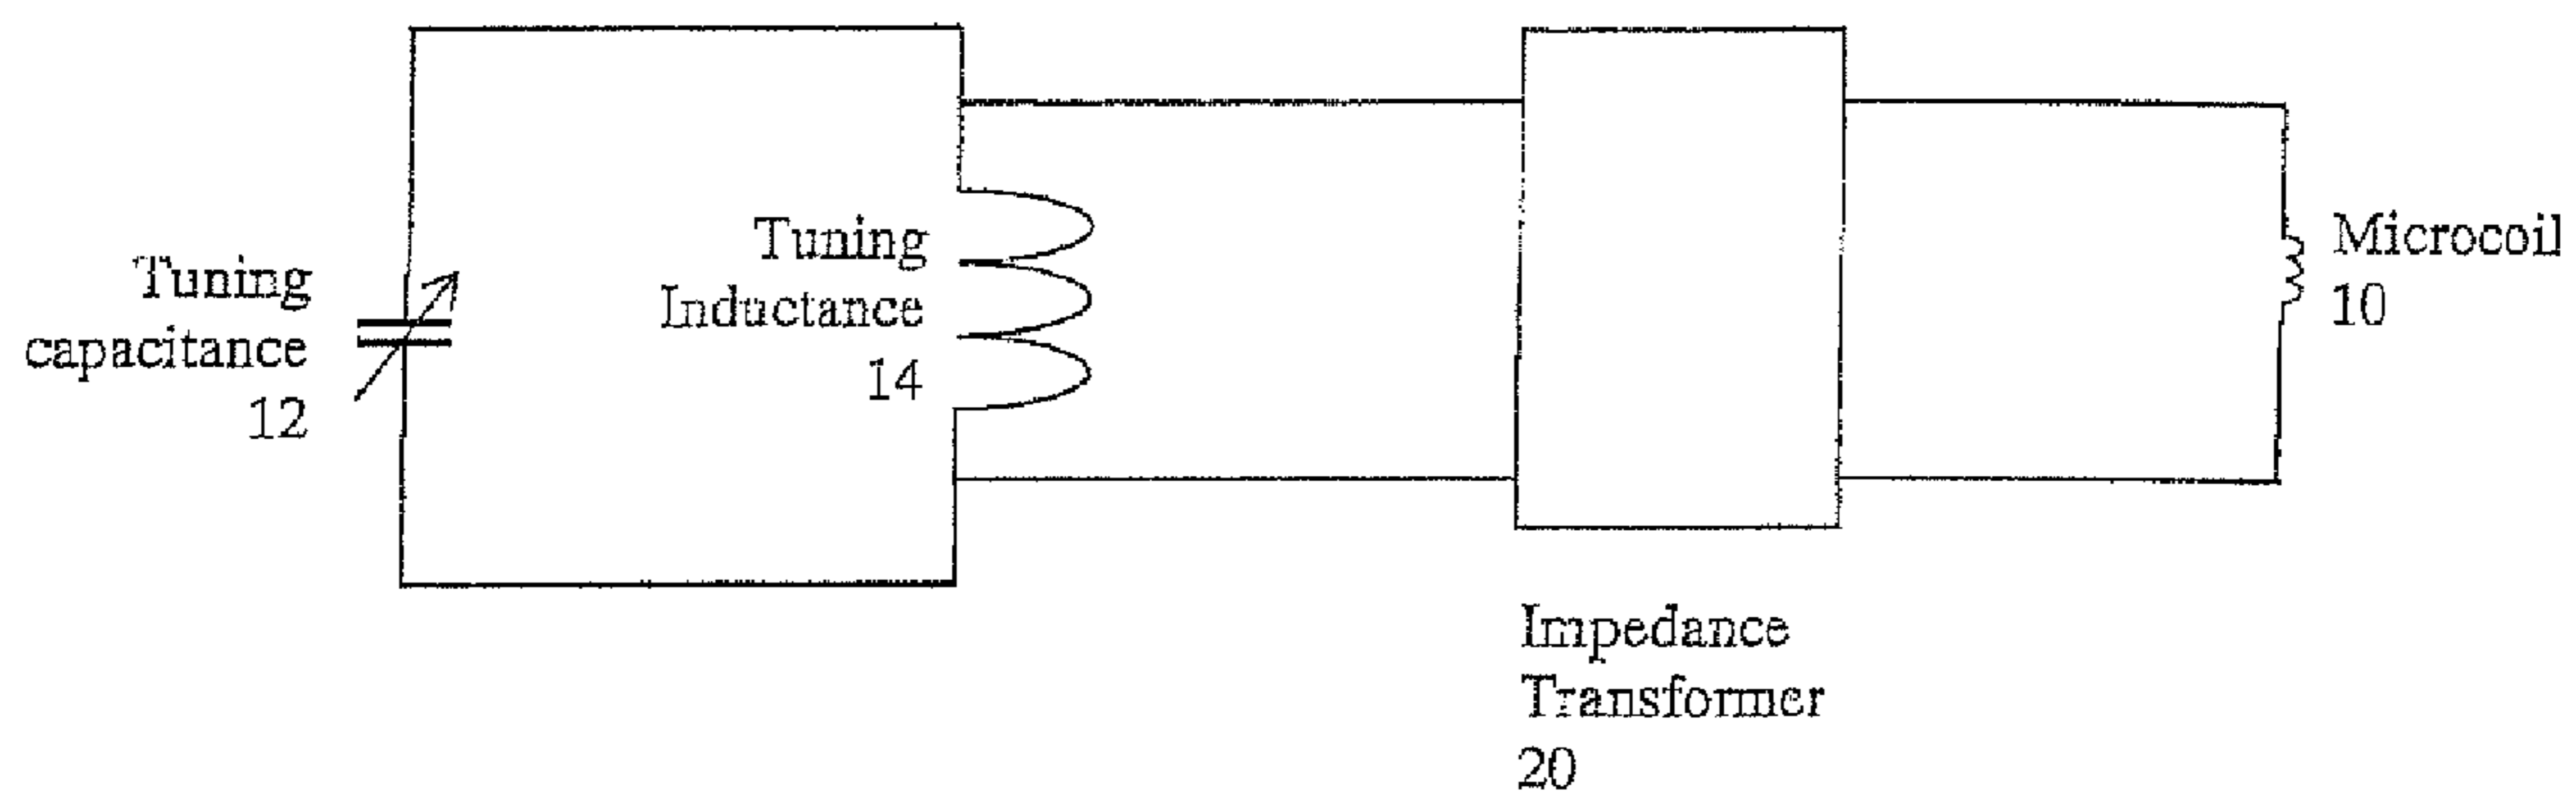 Tuning
capacitance
12
Tuning
Inductance
14
Impedance
Transformer
20
Microcoil
10